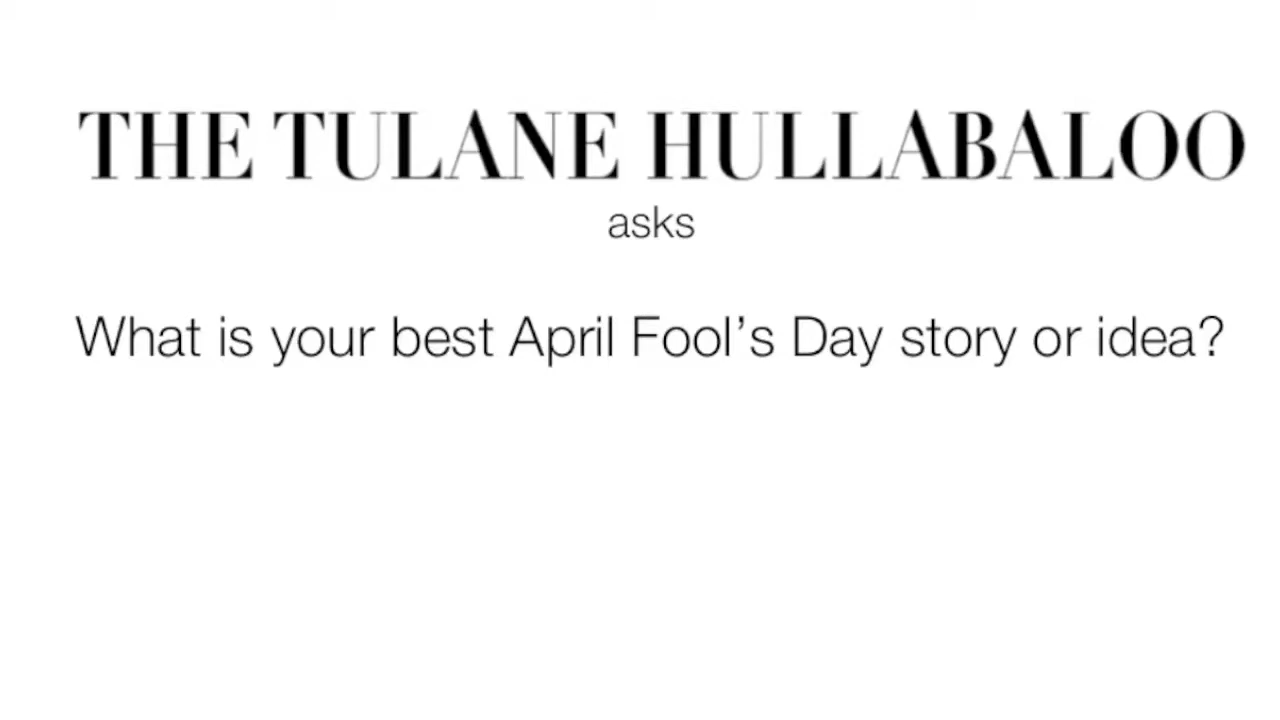 THE TULANE HULLABALOO
asks
What is your best April Fool’s Day story or idea?